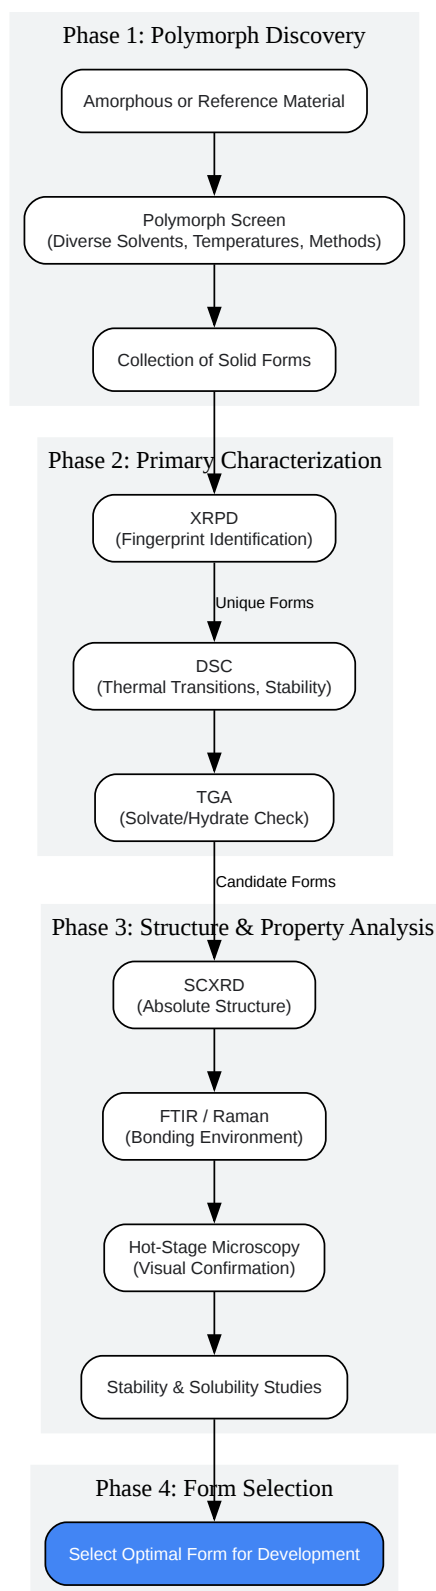 Phase 1: Polymorph Discovery
Amorphous or Reference Material
Polymorph Screen
(Diverse Solvents, Temperatures, Methods)
Collection of Solid Forms
Phase 2: Primary Characterization
XRPD
(Fingerprint Identification)
Unique Forms
DSC
(Thermal Transitions, Stability)
TGA
(Solvate/Hydrate Check)
Candidate Forms
Phase 3: Structure & Property Analysis
SCXRD
(Absolute Structure)
FTIR / Raman
(Bonding Environment)
Hot-Stage Microscopy
(Visual Confirmation)
Stability & Solubility Studies
Phase 4: Form Selection
Select Optimal Form for Development